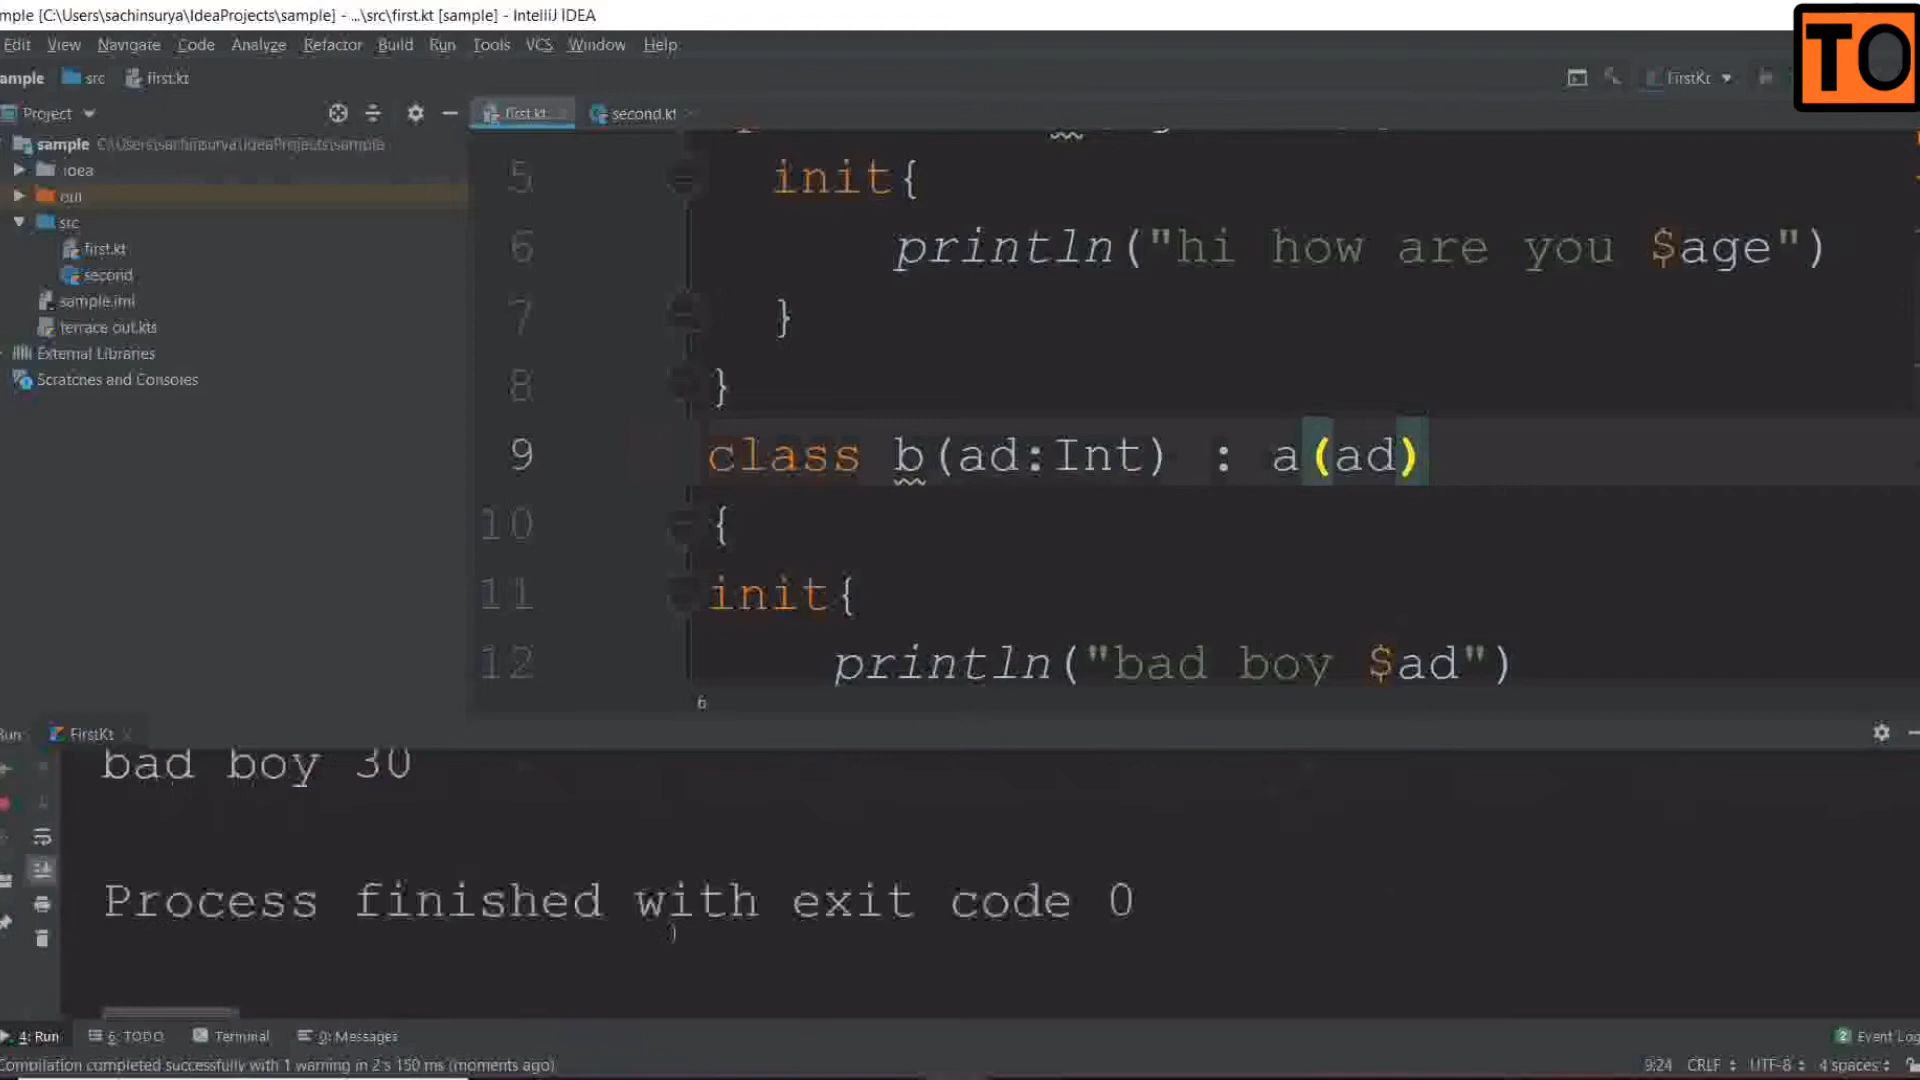 mple [C:\Users\sachinsurya\IdeaProjects\sample] - ...\src\first.kt [sample] - IntelliJ IDEA
TO
Edit View Navigate Code Analyze Refactor Build Run Tools VCS Window Help
ample src first.kt
FirstKt
Project
first.kt second.kt
sample C:\Users\sachinsurya\IdeaProjects\sample
.idea
out
src
first.kt
second
sample.iml
terrace out.kts
External Libraries
Scratches and Consoles
5 init{
6 println("hi how are you $age")
7 }
8 }
9 class b(ad:Int) : a(ad)
10 {
11 init{
12 println("bad boy $ad")
Run: FirstKt
bad boy 30
Process finished with exit code 0
4: Run 6: TODO Terminal 0: Messages
2 Event Log
Compilation completed successfully with 1 warning in 2 s 150 ms (moments ago)
9:24 CRLF UTF-8 4 spaces